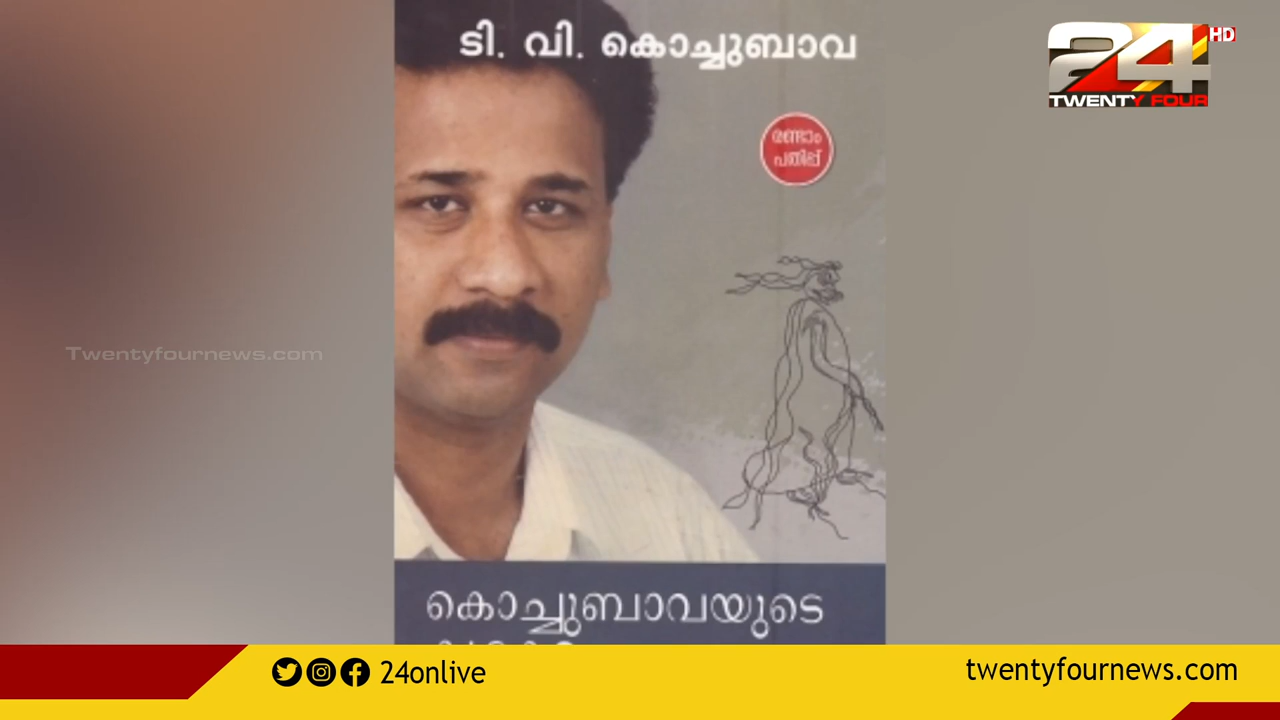 ടി. വി. കൊച്ചുബാവ
24 HD
TWENTY FOUR
രണ്ടാം
പതിപ്പ്
Twentyfournews.com
കൊച്ചുബാവയുടെ
24onlive
twentyfournews.com